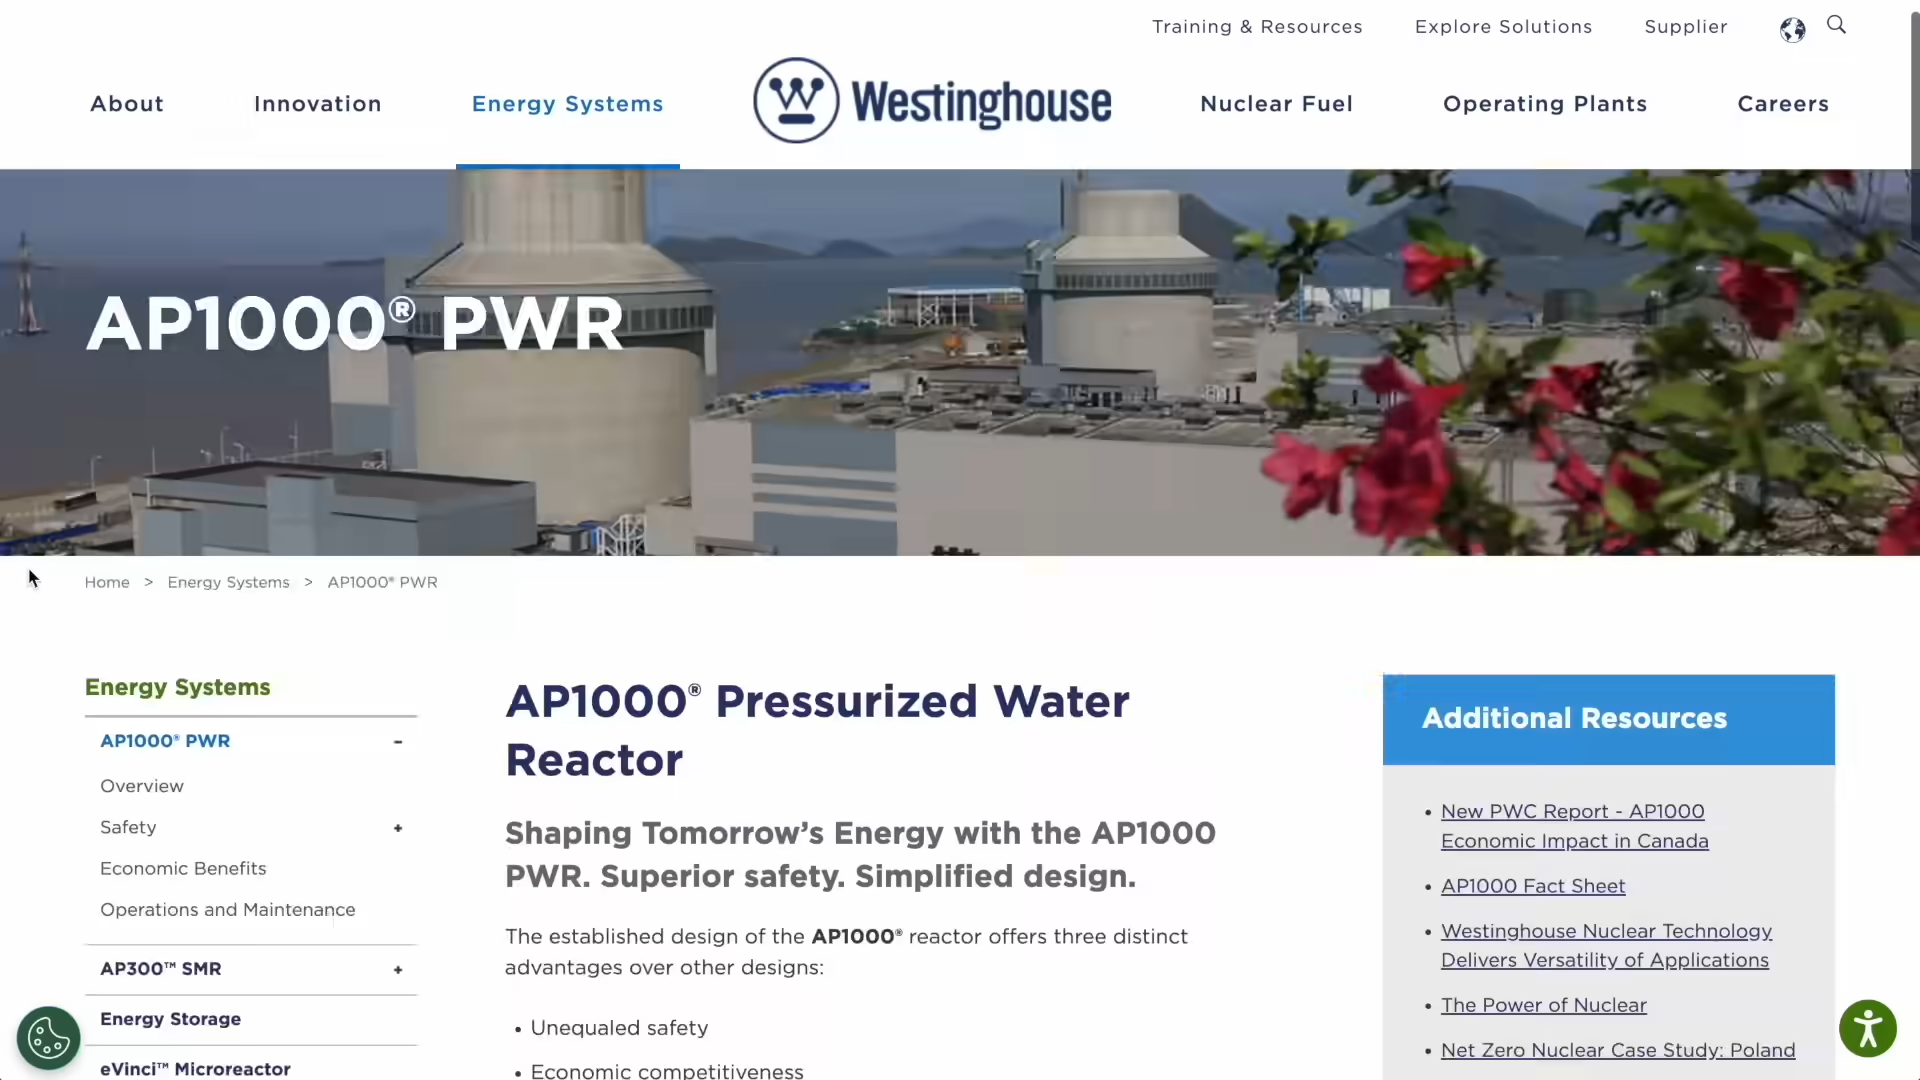 Training & Resources
Explore Solutions
Supplier
About
Innovation
Energy Systems
Westinghouse
Nuclear Fuel
Operating Plants
Careers
AP1000® PWR
Home > Energy Systems > AP1000® PWR
Energy Systems
AP1000® PWR -
Overview
Safety +
Economic Benefits
Operations and Maintenance
AP300™ SMR +
Energy Storage
eVinci™ Microreactor
AP1000® Pressurized Water
Reactor
Shaping Tomorrow’s Energy with the AP1000
PWR. Superior safety. Simplified design.
The established design of the AP1000® reactor offers three distinct
advantages over other designs:
• Unequaled safety
• Economic competitiveness
Additional Resources
• New PWC Report - AP1000
Economic Impact in Canada
• AP1000 Fact Sheet
• Westinghouse Nuclear Technology
Delivers Versatility of Applications
• The Power of Nuclear
• Net Zero Nuclear Case Study: Poland